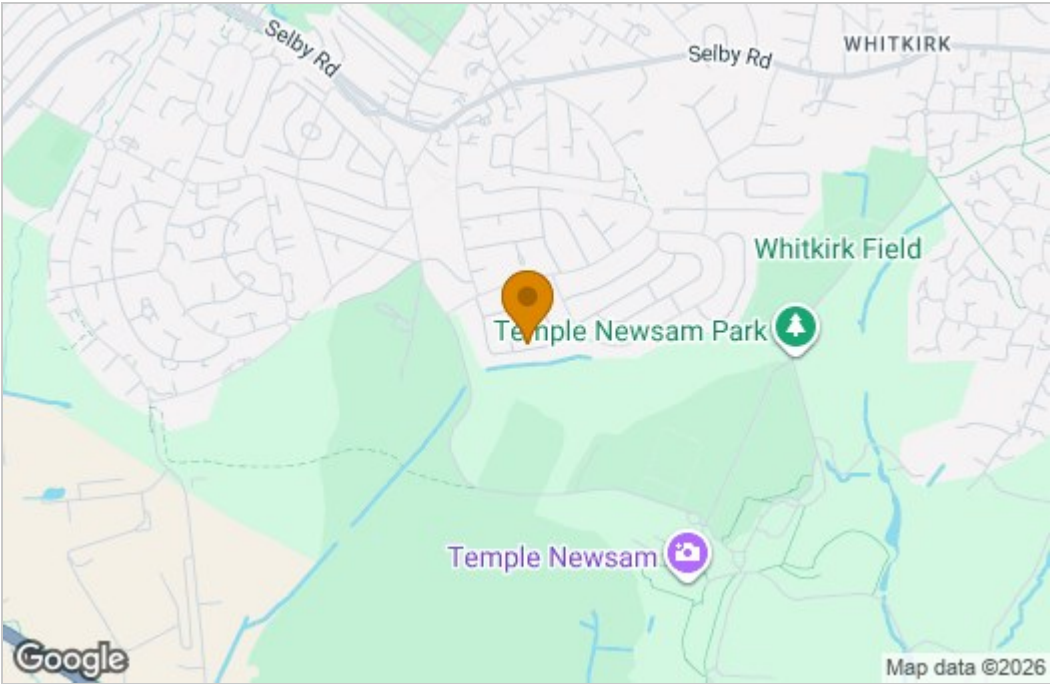 Selby Rd
Selby Rd
WHITKIRK
Whitkirk Field
Temple Newsam Park
Temple Newsam
Google
Map data ©2026